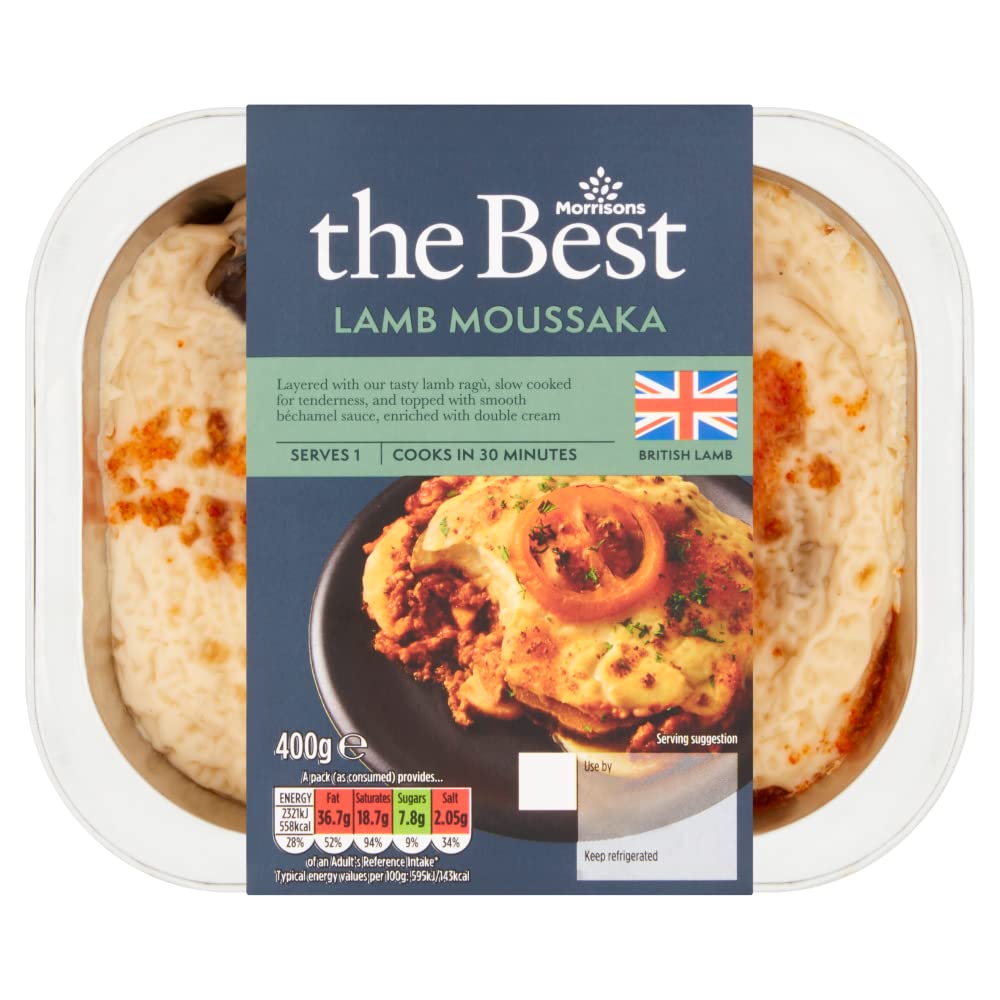 Morrisons
the Best
LAMB MOUSSAKA
Layered with our tasty lamb ragù, slow cooked
for tenderness, and topped with smooth
béchamel sauce, enriched with double cream
SERVES 1 | COOKS IN 30 MINUTES
BRITISH LAMB
400g ℮
Serving suggestion
Use by
Keep refrigerated
A pack (as consumed) provides...
ENERGY Fat Saturates Sugars Salt
2321kJ 36.7g 18.7g 7.8g 2.05g
558kcal
28% 52% 94% 9% 34%
of an Adult's Reference Intake*
Typical energy values per 100g: 595kJ/143kcal